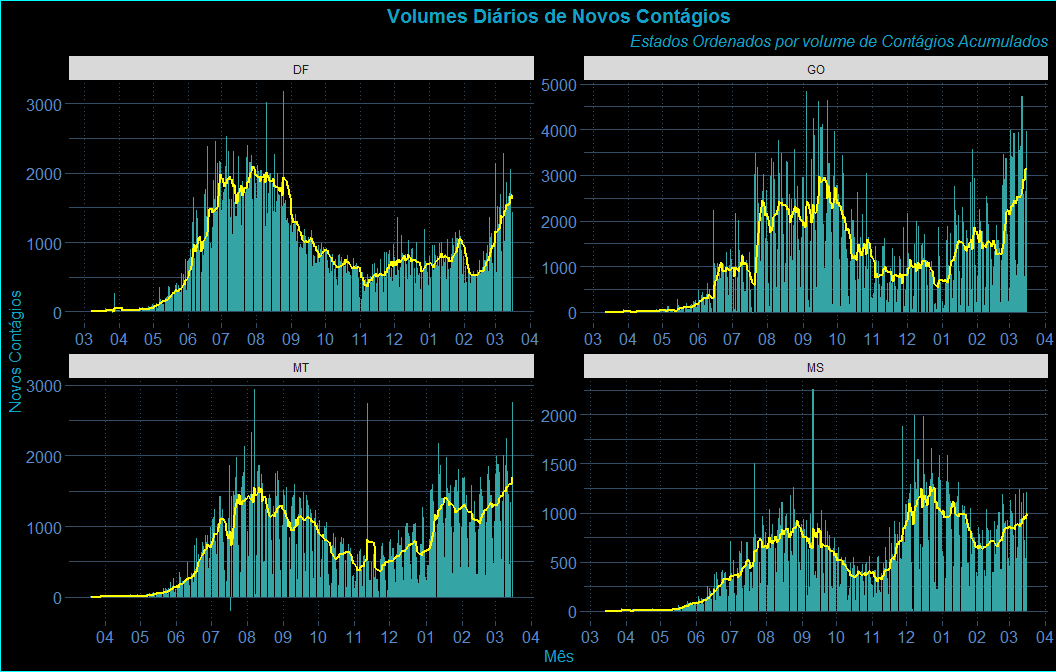 Volumes Diários de Novos Contágios
Estados Ordenados por volume de Contágios Acumulados
DF
3000
2000
1000
0
03 04 05 06 07 08 09 10 11 12 01 02 03 04
GO
5000
4000
3000
2000
1000
0
03 04 05 06 07 08 09 10 11 12 01 02 03 04
MT
3000
2000
1000
0
04 05 06 07 08 09 10 11 12 01 02 03 04
MS
2000
1500
1000
500
0
03 04 05 06 07 08 09 10 11 12 01 02 03 04
Novos Contágios
Mês